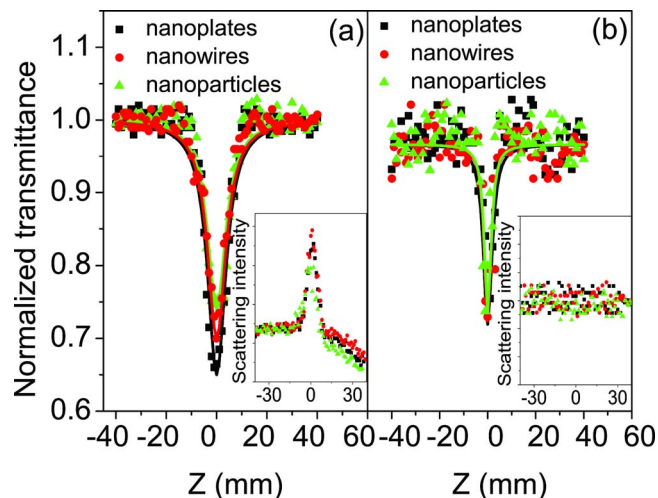 (a)
nanoplates
nanowires
nanoparticles
(b)
nanoplates
nanowires
nanoparticles
Normalized transmittance
1.1
1.0
0.9
0.8
0.7
0.6
Scattering intensity
-30 0 30
Scattering intensity
-30 0 30
-40 -20 0 20 40 60
-40 -20 0 20 40 60
Z (mm)
Z (mm)